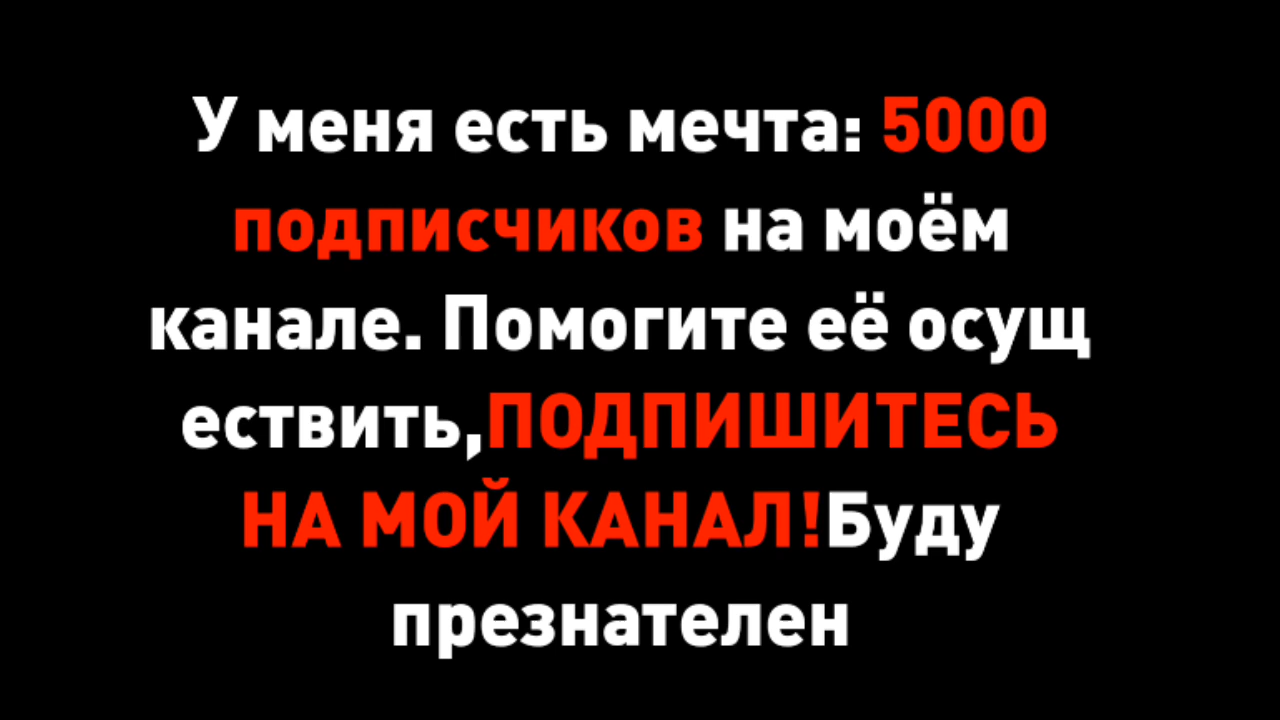 У меня есть мечта: 5000
подписчиков на моём
канале. Помогите её осущ
ествить,ПОДПИШИТЕСЬ
НА МОЙ КАНАЛ!Буду
презнателен